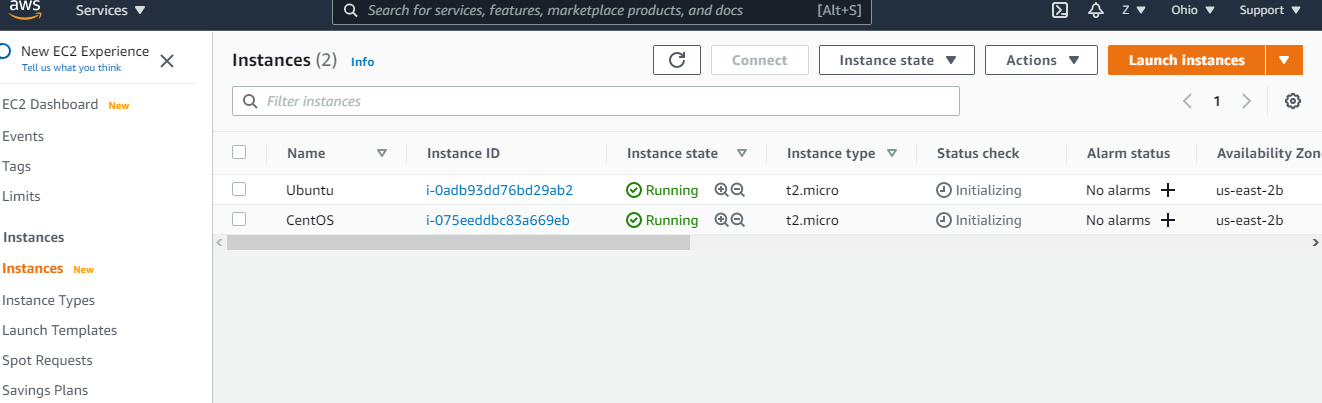 aws Services Search for services, features, marketplace products, and docs [Alt+S] Z Ohio Support
New EC2 Experience
Tell us what you think
EC2 Dashboard New
Events
Tags
Limits
Instances
Instances New
Instance Types
Launch Templates
Spot Requests
Savings Plans
Instances (2) Info Connect Instance state Actions Launch instances
Filter instances 1
Name Instance ID Instance state Instance type Status check Alarm status Availability Zon
Ubuntu i-0adb93dd76bd29ab2 Running t2.micro Initializing No alarms us-east-2b
CentOS i-075eeddbc83a669eb Running t2.micro Initializing No alarms us-east-2b